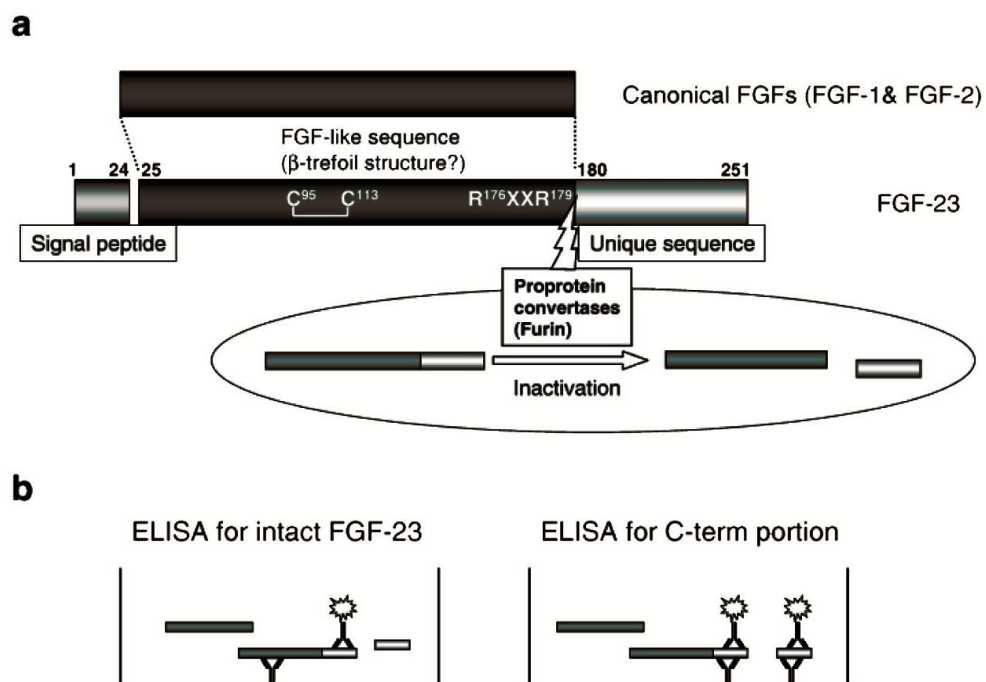 a
Canonical FGFs (FGF-1& FGF-2)
FGF-like sequence
(β-trefoil structure?)
1 24 25 180 251
C95 C113 R176XXR179
FGF-23
Signal peptide
Unique sequence
Proprotein
convertases
(Furin)
Inactivation
b
ELISA for intact FGF-23
ELISA for C-term portion